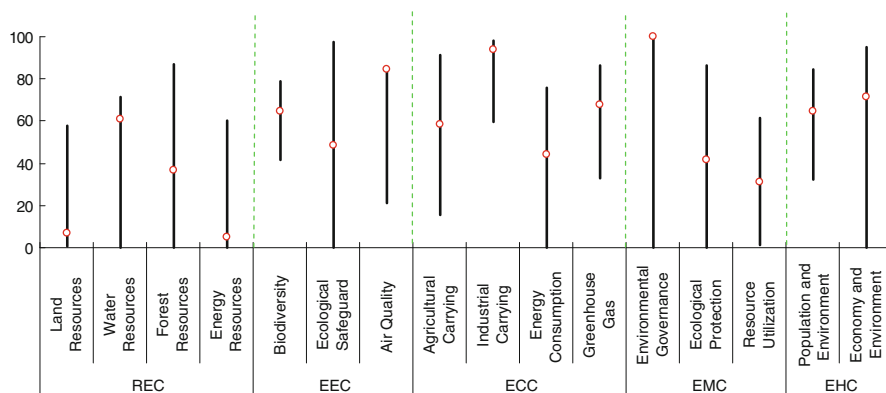 100
80
60
40
20
0
Land
Resources
Water
Resources
Forest
Resources
Energy
Resources
Biodiversity
Ecological
Safeguard
Air Quality
Agricultural
Carrying
Industrial
Carrying
Energy
Consumption
Greenhouse
Gas
Environmental
Governance
Ecological
Protection
Resource
Utilization
Population and
Environment
Economy and
Environment
REC
EEC
ECC
EMC
EHC